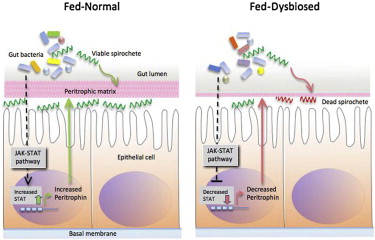 Fed-Normal
Gut bacteria
Viable spirochete
Gut lumen
Peritrophic matrix
JAK-STAT
pathway
Epithelial cell
Increased
STAT
Increased
Peritrophin
Basal membrane
Fed-Dysbiosed
Dead spirochete
JAK-STAT
pathway
Decreased
STAT
Decreased
Peritrophin